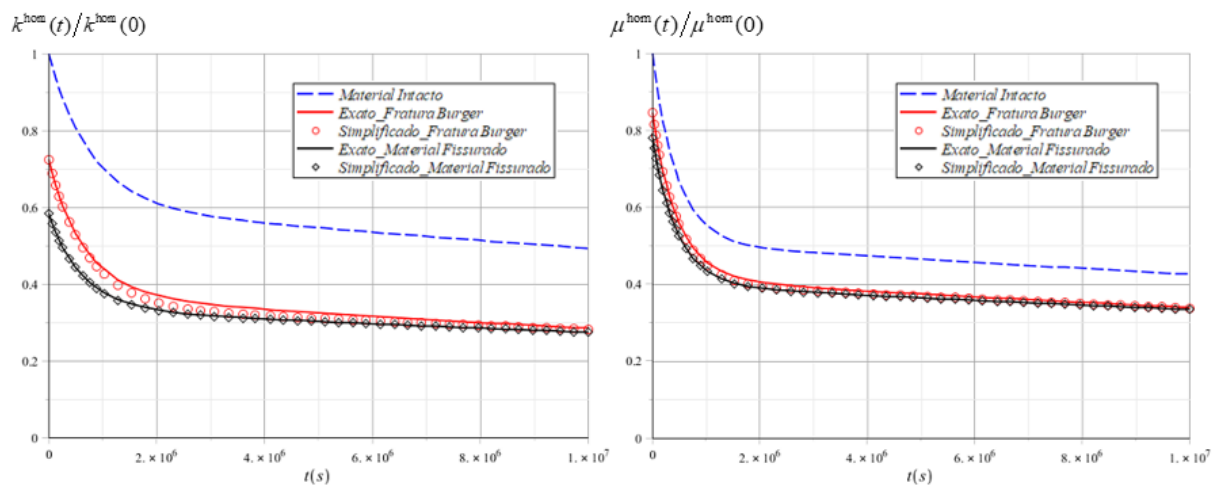 k^hom(t)/k^hom(0)
1
0.8
0.6
0.4
0.2
0
Material Intacto
Exato_Fratura Burger
Simplificado_Fratura Burger
Exato_Material Fissurado
Simplificado_Material Fissurado
0 2. × 10^6 4. × 10^6 6. × 10^6 8. × 10^6 1. × 10^7
t(s)
μ^hom(t)/μ^hom(0)
1
0.8
0.6
0.4
0.2
0
Material Intacto
Exato_Fratura Burger
Simplificado_Fratura Burger
Exato_Material Fissurado
Simplificado_Material Fissurado
0 2. × 10^6 4. × 10^6 6. × 10^6 8. × 10^6 1. × 10^7
t(s)